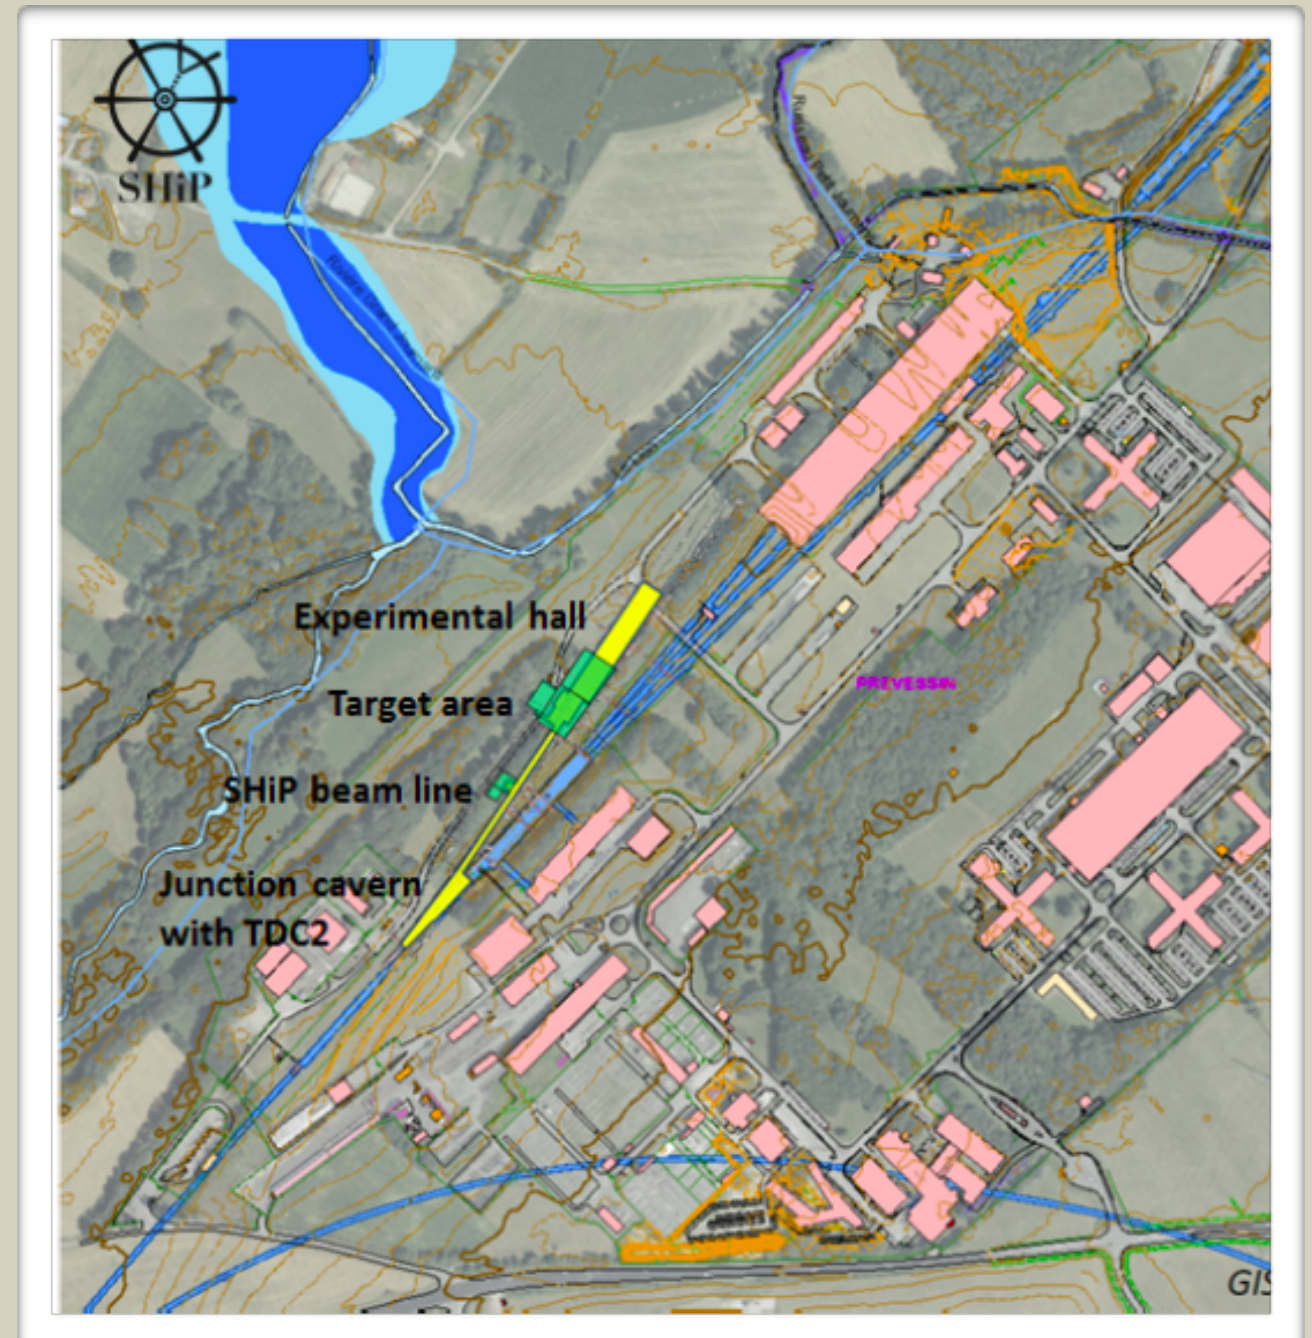 SHiP
Experimental hall
Target area
PREVESSIN
SHiP beam line
Junction cavern
with TDC2
GIS